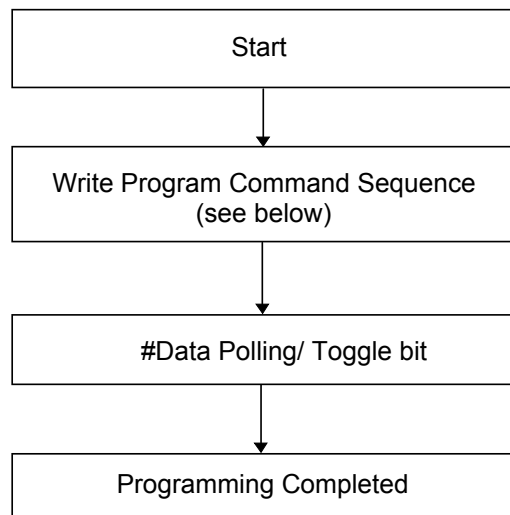 Start
Write Program Command Sequence
(see below)
#Data Polling/ Toggle bit
Programming Completed